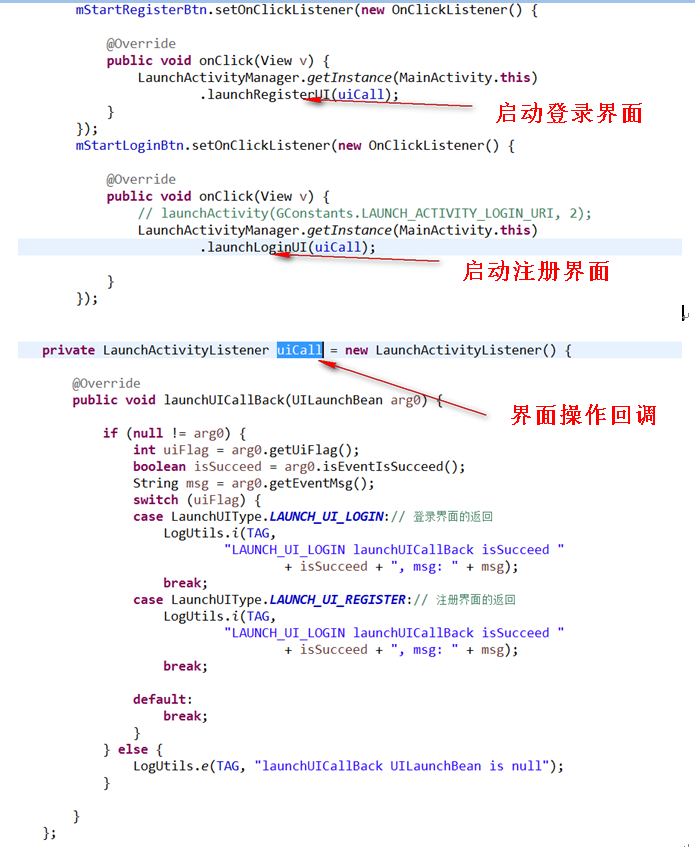 mStartRegisterBtn.setOnClickListener(new OnClickListener() {
@Override
public void onClick(View v) {
LaunchActivityManager.getInstance(MainActivity.this)
.launchRegisterUI(uiCall);
启动登录界面
}
});
mStartLoginBtn.setOnClickListener(new OnClickListener() {
@Override
public void onClick(View v) {
// launchActivity(GConstants.LAUNCH_ACTIVITY_LOGIN_URI, 2);
LaunchActivityManager.getInstance(MainActivity.this)
.launchLoginUI(uiCall);
启动注册界面
}
});
private LaunchActivityListener uiCall = new LaunchActivityListener() {
@Override
public void launchUICallBack(UILaunchBean arg0) {
界面操作回调
if (null != arg0) {
int uiFlag = arg0.getUiFlag();
boolean isSucceed = arg0.isEventIsSucceed();
String msg = arg0.getEventMsg();
switch (uiFlag) {
case LaunchUIType.LAUNCH_UI_LOGIN:// 登录界面的返回
LogUtils.i(TAG,
"LAUNCH_UI_LOGIN launchUICallBack isSucceed "
+ isSucceed + ", msg: " + msg);
break;
case LaunchUIType.LAUNCH_UI_REGISTER:// 注册界面的返回
LogUtils.i(TAG,
"LAUNCH_UI_LOGIN launchUICallBack isSucceed "
+ isSucceed + ", msg: " + msg);
break;
default:
break;
}
} else {
LogUtils.e(TAG, "launchUICallBack UILaunchBean is null");
}
}
};